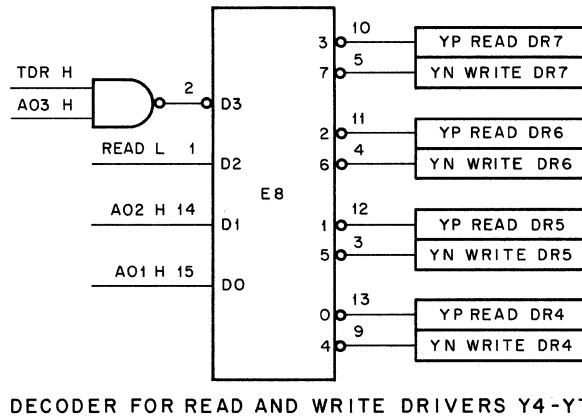 3 10 YP READ DR7
7 5 YN WRITE DR7
TDR H
2 D3
A03 H
2 11 YP READ DR6
READ L 1 D2
6 4 YN WRITE DR6
E8
A02 H 14 D1
1 12 YP READ DR5
5 3 YN WRITE DR5
A01 H 15 D0
0 13 YP READ DR4
4 9 YN WRITE DR4
DECODER FOR READ AND WRITE DRIVERS Y4-Y7